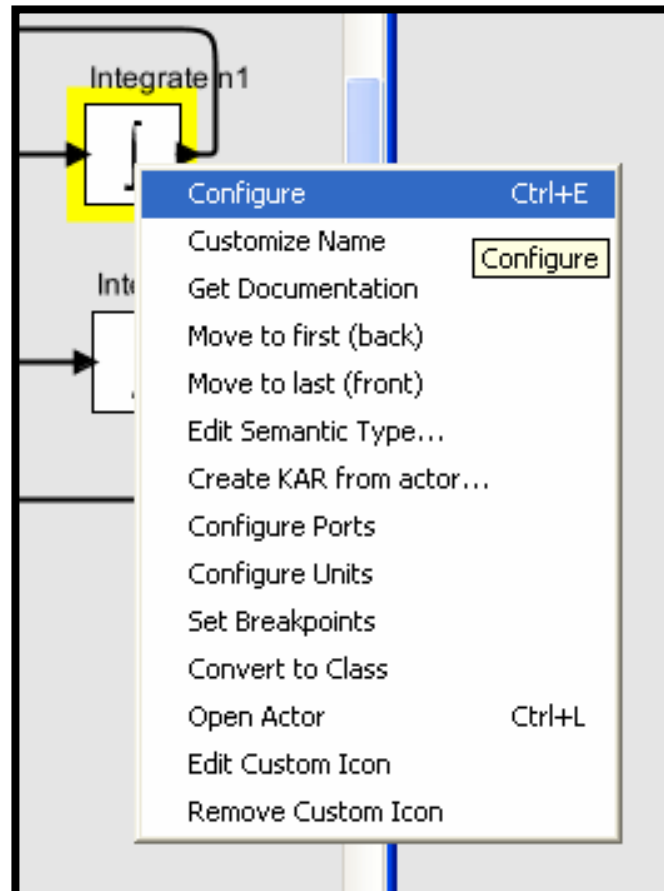 Integrate n1
Configure Ctrl+E
Customize Name
Configure
Get Documentation
Inte
Move to first (back)
Move to last (front)
Edit Semantic Type...
Create KAR from actor...
Configure Ports
Configure Units
Set Breakpoints
Convert to Class
Open Actor Ctrl+L
Edit Custom Icon
Remove Custom Icon